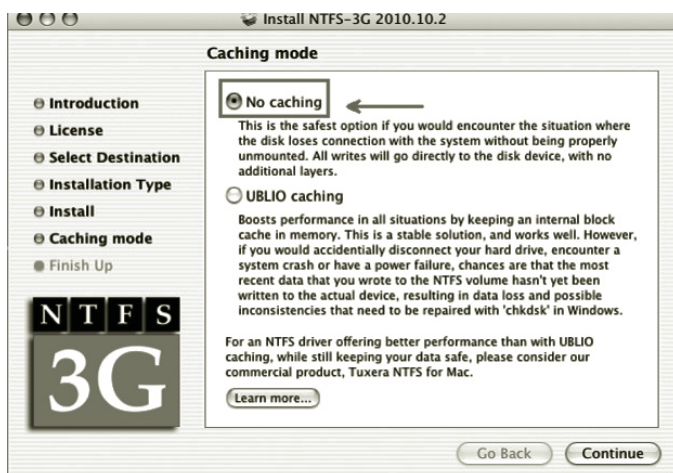 Install NTFS-3G 2010.10.2
Caching mode
Introduction
License
Select Destination
Installation Type
Install
Caching mode
Finish Up
NTFS
3G
No caching
This is the safest option if you would encounter the situation where
the disk loses connection with the system without being properly
unmounted. All writes will go directly to the disk device, with no
additional layers.
UBLIO caching
Boosts performance in all situations by keeping an internal block
cache in memory. This is a stable solution, and works well. However,
if you would accidentially disconnect your hard drive, encounter a
system crash or have a power failure, chances are that the most
recent data that you wrote to the NTFS volume hasn't yet been
written to the actual device, resulting in data loss and possible
inconsistencies that need to be repaired with 'chkdsk' in Windows.
For an NTFS driver offering better performance than with UBLIO
caching, while still keeping your data safe, please consider our
commercial product, Tuxera NTFS for Mac.
Learn more...
Go Back
Continue